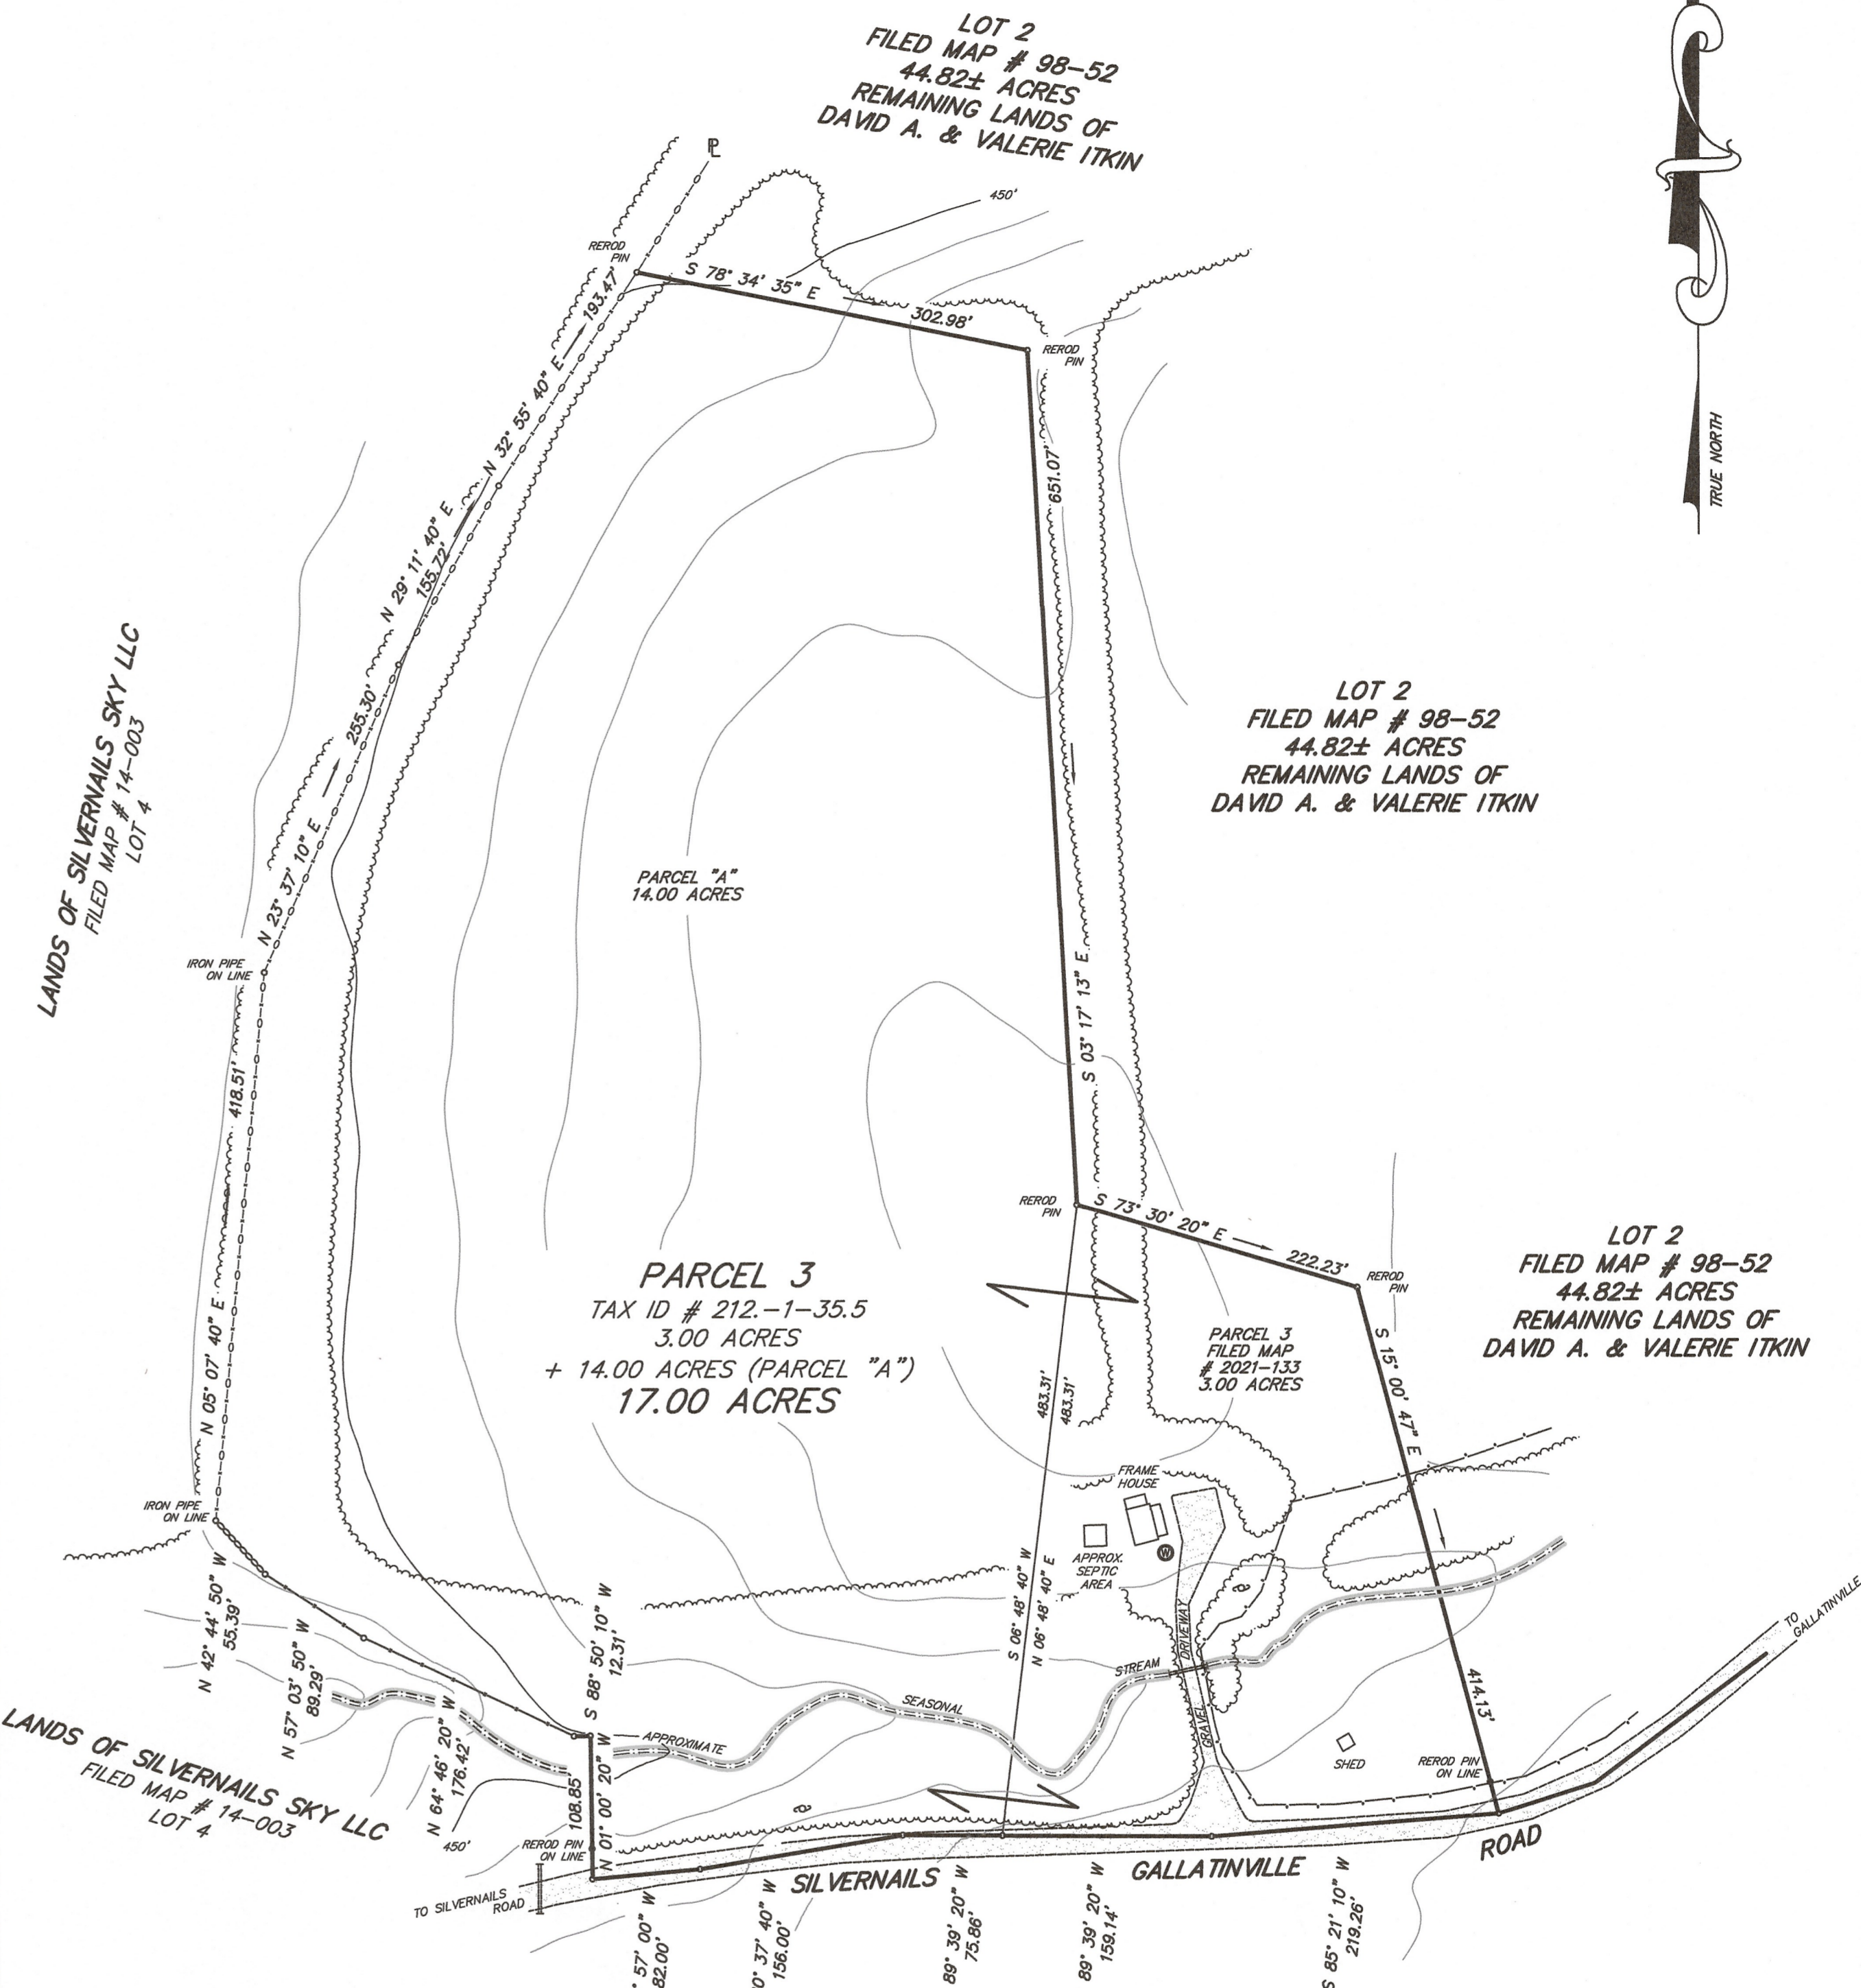 LOT 2
FILED MAP # 98-52
44.82± ACRES
REMAINING LANDS OF
DAVID A. & VALERIE ITKIN
TRUE NORTH
PL
450'
REROD
PIN
S 78° 34' 35" E
302.98'
REROD
PIN
N 32° 55' 40" E
193.47'
N 29° 11' 40" E
155.72'
N 23° 37' 10" E
255.30'
651.07'
S 03° 17' 13" E
LANDS OF SILVERNAILS SKY LLC
FILED MAP # 14-003
LOT 4
LOT 2
FILED MAP # 98-52
44.82± ACRES
REMAINING LANDS OF
DAVID A. & VALERIE ITKIN
PARCEL "A"
14.00 ACRES
IRON PIPE
ON LINE
N 05° 07' 40" E
418.51'
REROD
PIN
S 73° 30' 20" E
222.23'
REROD
PIN
LOT 2
FILED MAP # 98-52
44.82± ACRES
REMAINING LANDS OF
DAVID A. & VALERIE ITKIN
PARCEL 3
TAX ID # 212.-1-35.5
3.00 ACRES
+ 14.00 ACRES (PARCEL "A")
17.00 ACRES
PARCEL 3
FILED MAP
# 2021-133
3.00 ACRES
S 15° 00' 47" E
414.13'
483.31'
483.31'
S 06° 48' 40" W
N 06° 48' 40" E
FRAME
HOUSE
W
APPROX.
SEPTIC
AREA
IRON PIPE
ON LINE
N 42° 44' 50" W
55.39'
N 57° 03' 50" W
89.29'
N 64° 46' 20" W
176.42'
S 88° 50' 10" W
12.31'
N 01° 00' 20" W
108.85'
APPROXIMATE
SEASONAL
STREAM
GRAVEL
DRIVEWAY
SHED
REROD PIN
ON LINE
TO
GALLATINVILLE
LANDS OF SILVERNAILS SKY LLC
FILED MAP # 14-003
LOT 4
450'
REROD PIN
ON LINE
TO SILVERNAILS
ROAD
SILVERNAILS
GALLATINVILLE
ROAD
57' 00" W
82.00'
37' 40" W
156.00'
89° 39' 20" W
75.86'
89° 39' 20" W
159.14'
S 85° 21' 10" W
219.26'